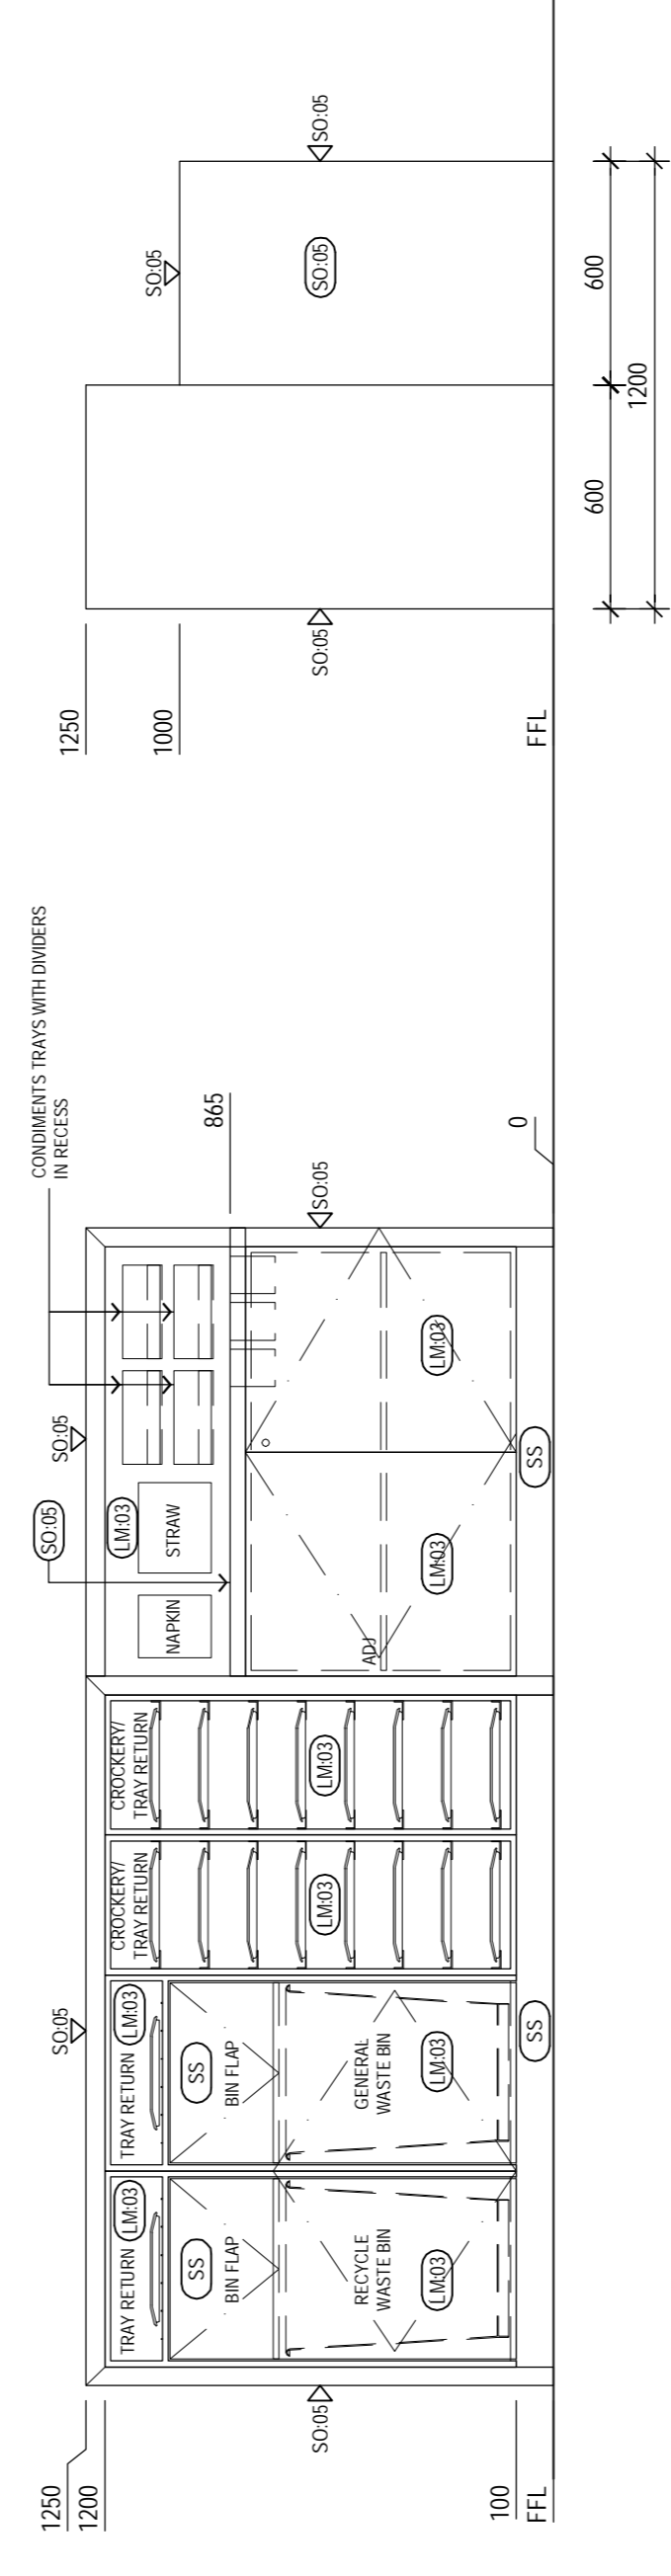 1250
1200
100
FFL
SO:05
TRAY RETURN
LM:03
SS
BIN FLAP
RECYCLE
WASTE BIN
LM:03
TRAY RETURN
LM:03
SS
BIN FLAP
GENERAL
WASTE BIN
LM:03
SS
SO:05
CROCKERY/
TRAY RETURN
LM:03
CROCKERY/
TRAY RETURN
LM:03
SO:05
NAPKIN
STRAW
LM:03
SO:05
CONDIMENTS TRAYS WITH DIVIDERS
IN RECESS
ADJ
LM:03
LM:03
SS
SO:05
865
0
1250
1000
FFL
SO:05
SO:05
SO:05
SO:05
600
600
1200